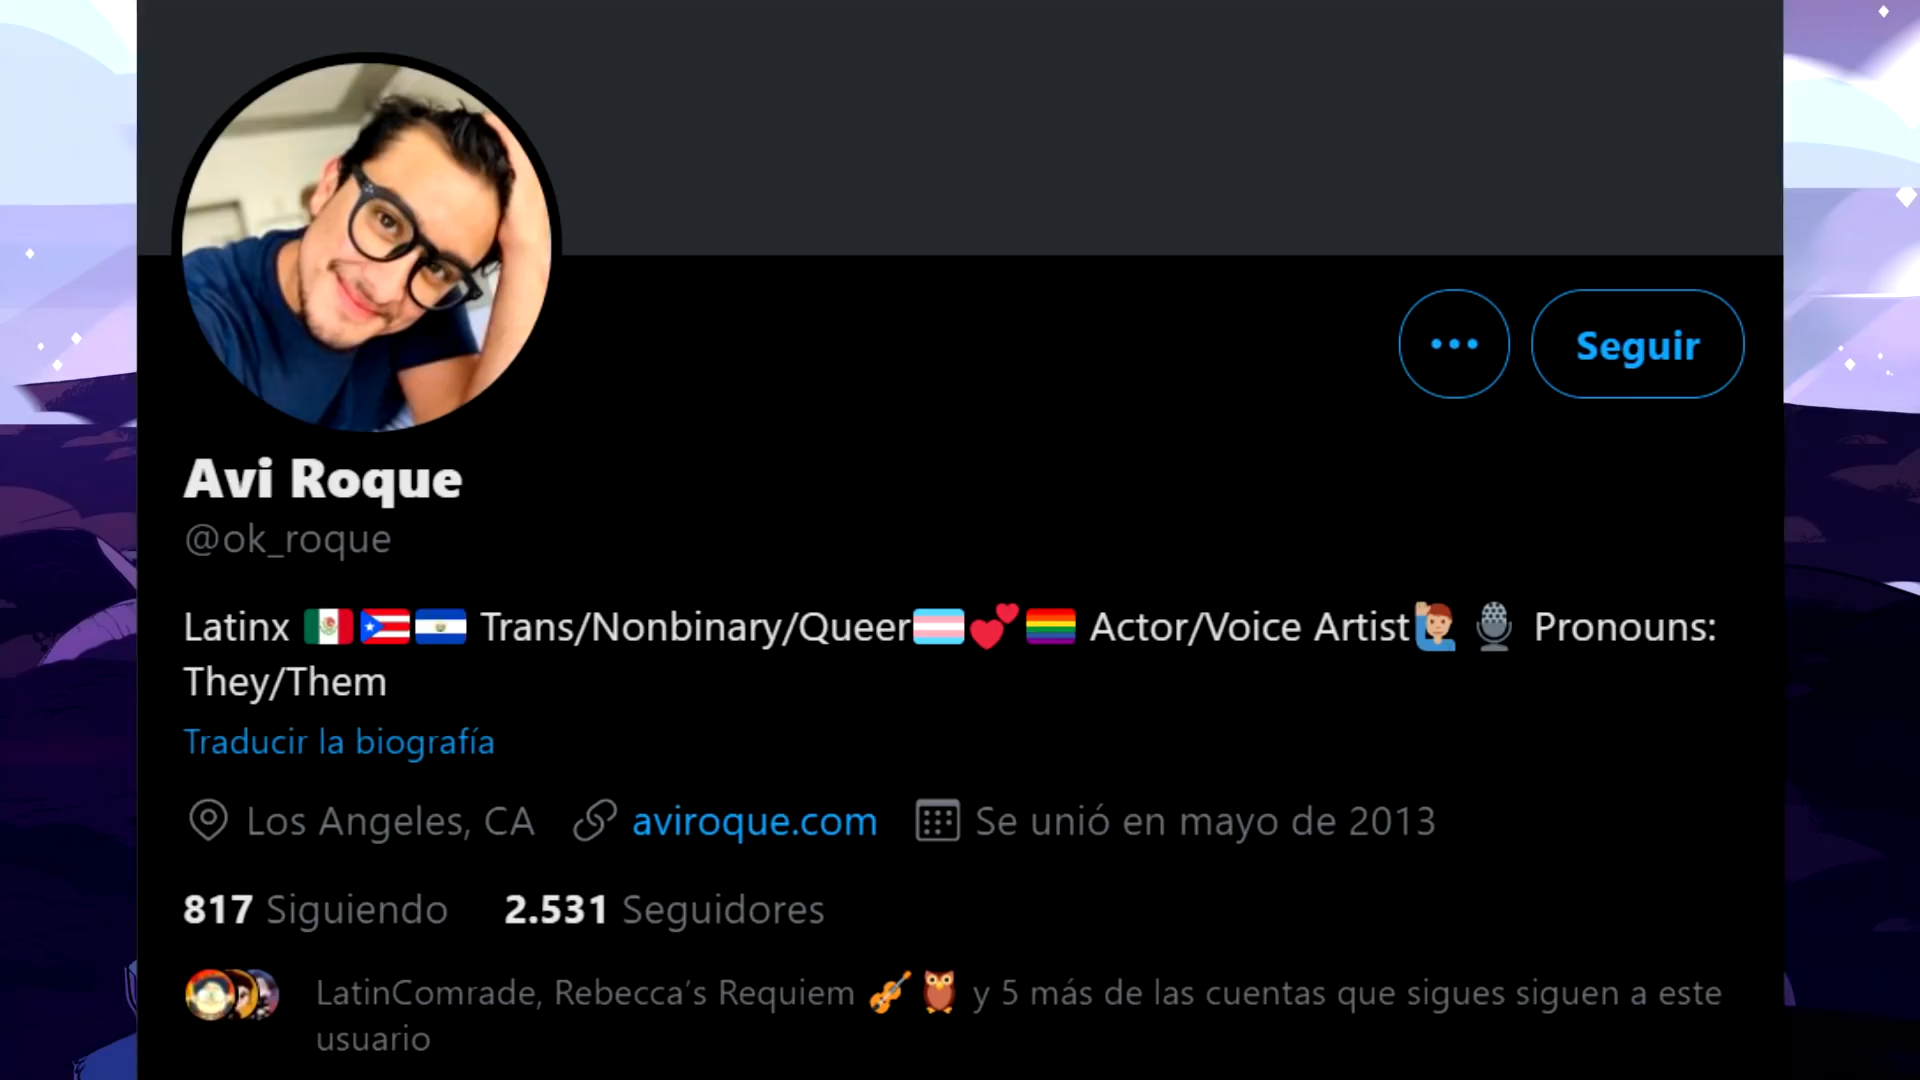 Avi Roque
@ok_roque
Latinx 🇲🇽🇵🇷🇸🇻 Trans/Nonbinary/Queer🏳️‍⚧️💕🏳️‍🌈 Actor/Voice Artist🙋🏽‍♂️ 🎙️ Pronouns:
They/Them
Traducir la biografía
Los Angeles, CA aviroque.com Se unió en mayo de 2013
817 Siguiendo 2.531 Seguidores
LatinComrade, Rebecca’s Requiem 🎻🦉 y 5 más de las cuentas que sigues siguen a este
usuario
Seguir